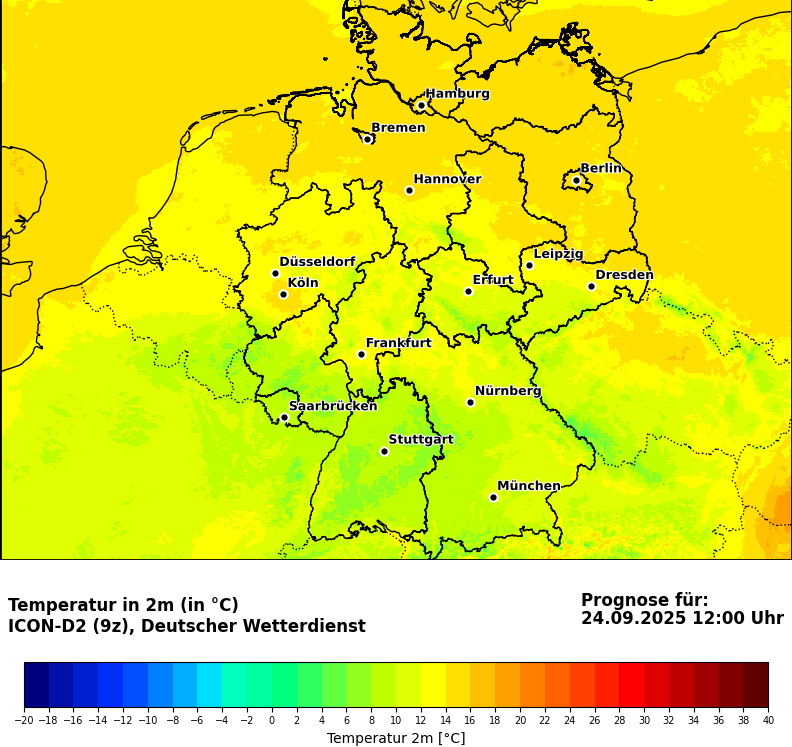 Hamburg
Bremen
Berlin
Hannover
Leipzig
Düsseldorf
Dresden
Köln
Erfurt
Frankfurt
Nürnberg
Saarbrücken
Stuttgart
München
Temperatur in 2m (in °C)
ICON-D2 (9z), Deutscher Wetterdienst
Prognose für:
24.09.2025 12:00 Uhr
−20 −18 −16 −14 −12 −10 −8 −6 −4 −2 0 2 4 6 8 10 12 14 16 18 20 22 24 26 28 30 32 34 36 38 40
Temperatur 2m [°C]